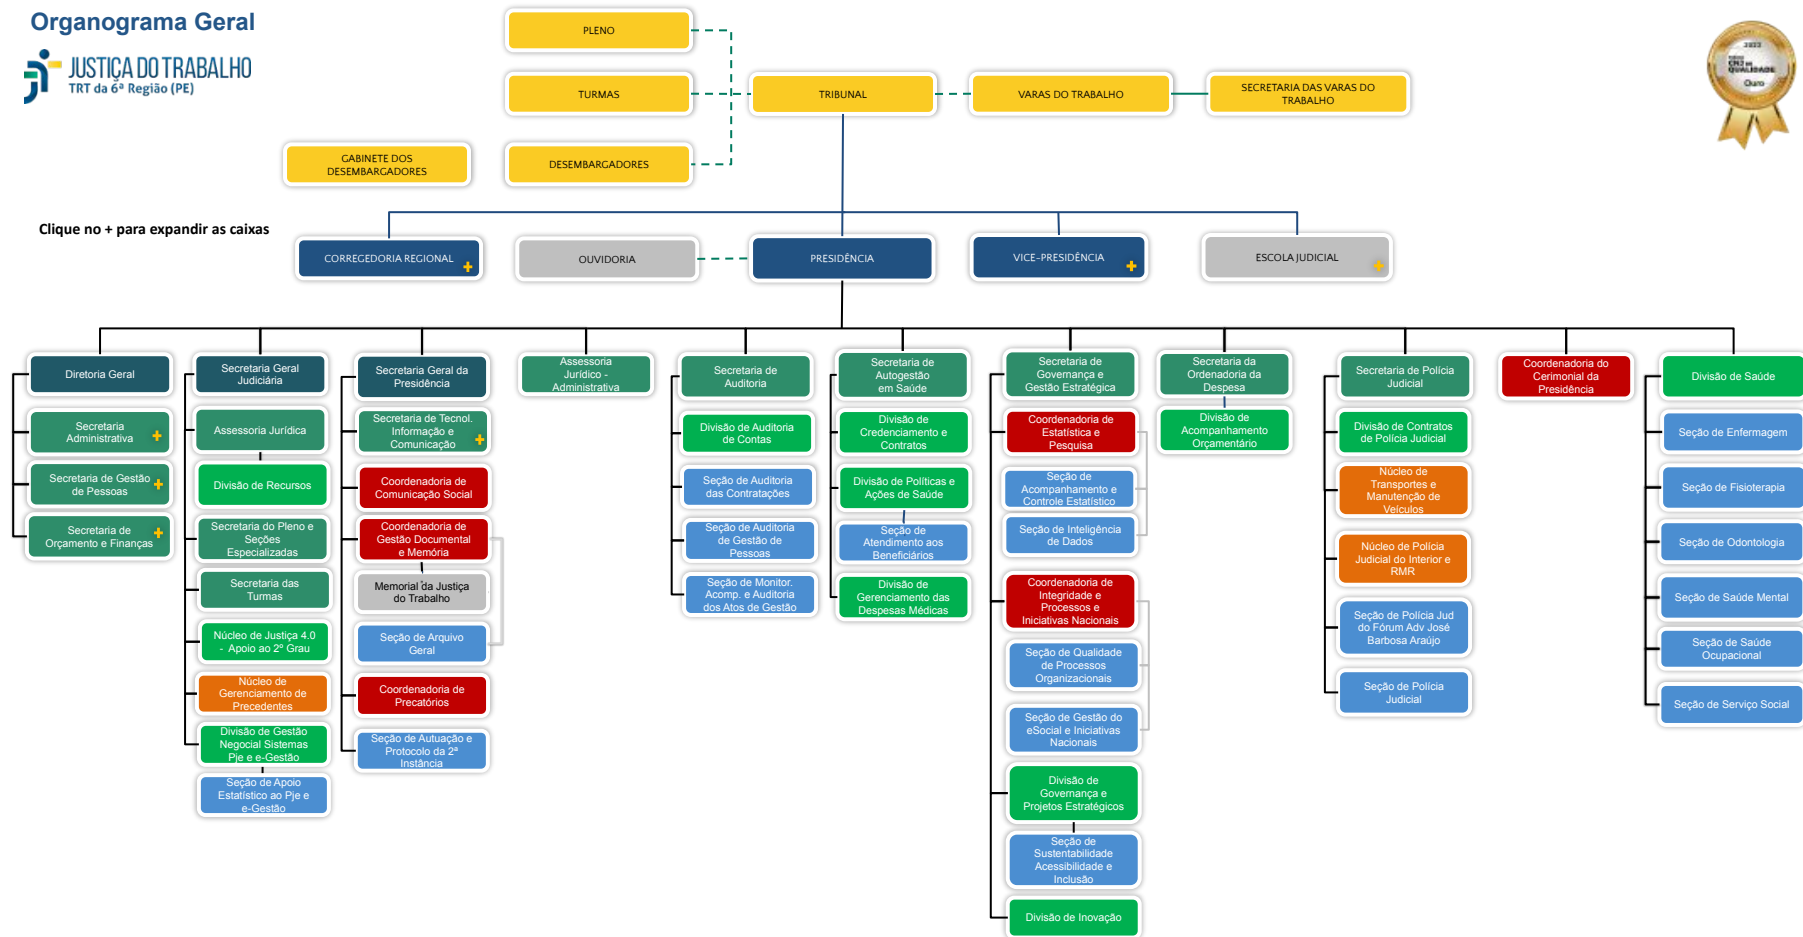 Organograma Geral
JUSTIÇA DO TRABALHO
TRT da 6ª Região (PE)
PLENO
TURMAS
TRIBUNAL
VARAS DO TRABALHO
SECRETARIA DAS VARAS DO
TRABALHO
2022
CNJ DE
QUALIDADE
Ouro
GABINETE DOS
DESEMBARGADORES
DESEMBARGADORES
Clique no + para expandir as caixas
CORREGEDORIA REGIONAL +
OUVIDORIA
PRESIDÊNCIA
VICE-PRESIDÊNCIA +
ESCOLA JUDICIAL +
Diretoria Geral
Secretaria
Administrativa +
Secretaria de Gestão
de Pessoas +
Secretaria de
Orçamento e Finanças +
Secretaria Geral
Judiciária
Assessoria Jurídica
Divisão de Recursos
Secretaria do Pleno e
Seções
Especializadas
Secretaria das
Turmas
Núcleo de Justiça 4.0
- Apoio ao 2º Grau
Núcleo de
Gerenciamento de
Precedentes
Divisão de Gestão
Negocial Sistemas
Pje e e-Gestão
Seção de Apoio
Estatístico ao Pje e
e-Gestão
Secretaria Geral da
Presidência
Secretaria de Tecnol.
Informação e
Comunicação +
Coordenadoria de
Comunicação Social
Coordenadoria de
Gestão Documental
e Memória
Memorial da Justiça
do Trabalho
Seção de Arquivo
Geral
Coordenadoria de
Precatórios
Seção de Autuação e
Protocolo da 2ª
Instância
Assessoria
Jurídico -
Administrativa
Secretaria de
Auditoria
Divisão de Auditoria
de Contas
Seção de Auditoria
das Contratações
Seção de Auditoria
de Gestão de
Pessoas
Seção de Monitor.
Acomp. e Auditoria
dos Atos de Gestão
Secretaria de
Autogestão
em Saúde
Divisão de
Credenciamento e
Contratos
Divisão de Políticas e
Ações de Saúde
Seção de
Atendimento aos
Beneficiários
Divisão de
Gerenciamento das
Despesas Médicas
Secretaria de
Governança e
Gestão Estratégica
Coordenadoria de
Estatística e
Pesquisa
Seção de
Acompanhamento e
Controle Estatístico
Seção de Inteligência
de Dados
Coordenadoria de
Integridade e
Processos e
Iniciativas Nacionais
Seção de Qualidade
de Processos
Organizacionais
Seção de Gestão do
eSocial e Iniciativas
Nacionais
Divisão de
Governança e
Projetos Estratégicos
Seção de
Sustentabilidade
Acessibilidade e
Inclusão
Divisão de Inovação
Secretaria da
Ordenadoria da
Despesa
Divisão de
Acompanhamento
Orçamentário
Secretaria de Polícia
Judicial
Divisão de Contratos
de Polícia Judicial
Núcleo de
Transportes e
Manutenção de
Veículos
Núcleo de Polícia
Judicial do Interior e
RMR
Seção de Polícia Jud
do Fórum Adv José
Barbosa Araújo
Seção de Polícia
Judicial
Coordenadoria do
Cerimonial da
Presidência
Divisão de Saúde
Seção de Enfermagem
Seção de Fisioterapia
Seção de Odontologia
Seção de Saúde Mental
Seção de Saúde
Ocupacional
Seção de Serviço Social